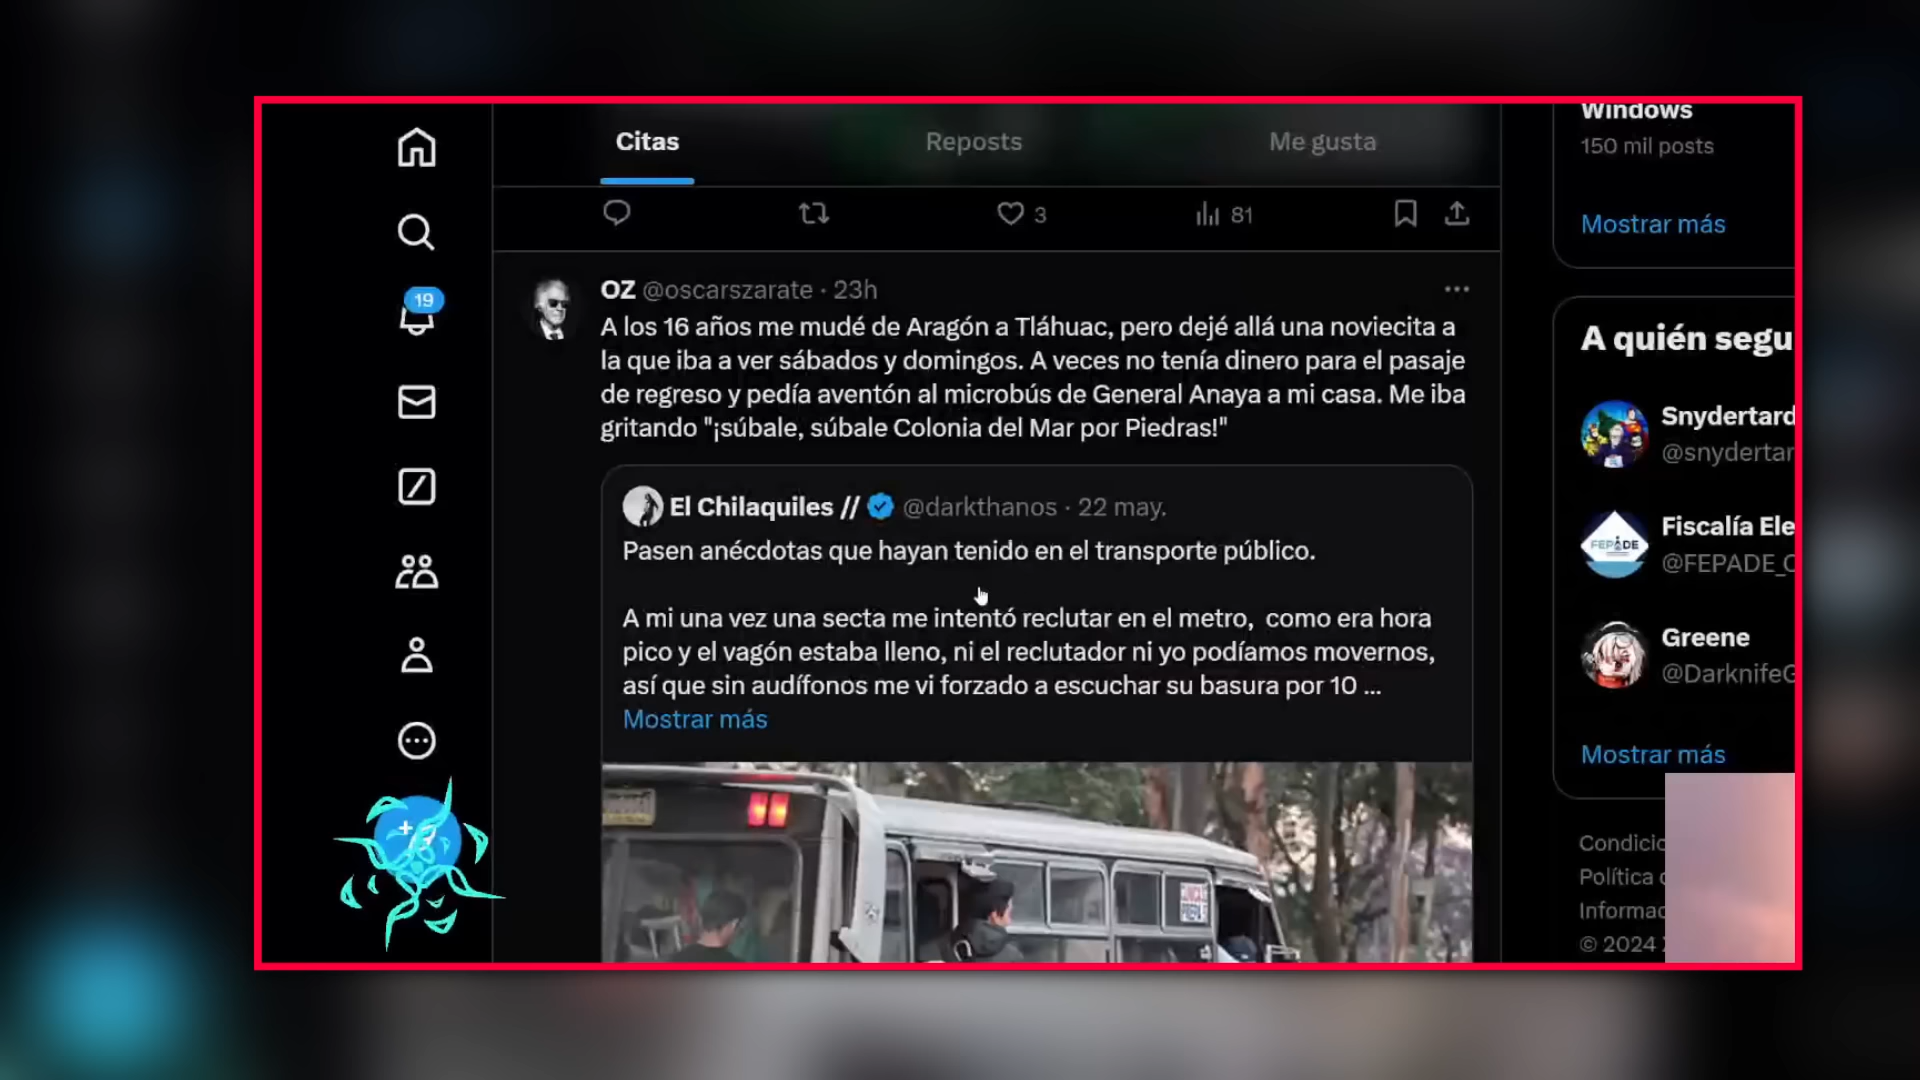 Citas
Reposts
Me gusta
3
81
19
OZ @oscarszarate · 23h
A los 16 años me mudé de Aragón a Tláhuac, pero dejé allá una noviecita a
la que iba a ver sábados y domingos. A veces no tenía dinero para el pasaje
de regreso y pedía aventón al microbús de General Anaya a mi casa. Me iba
gritando "¡súbale, súbale Colonia del Mar por Piedras!"
El Chilaquiles // @darkthanos · 22 may.
Pasen anécdotas que hayan tenido en el transporte público.
A mi una vez una secta me intentó reclutar en el metro, como era hora
pico y el vagón estaba lleno, ni el reclutador ni yo podíamos movernos,
así que sin audífonos me vi forzado a escuchar su basura por 10 ...
Mostrar más
Windows
150 mil posts
Mostrar más
A quién segu
Snydertard
@snydertar
FEPADE
Fiscalía Ele
@FEPADE_C
Greene
@DarknifeG
Mostrar más
Condicio
Política
Informac
© 2024